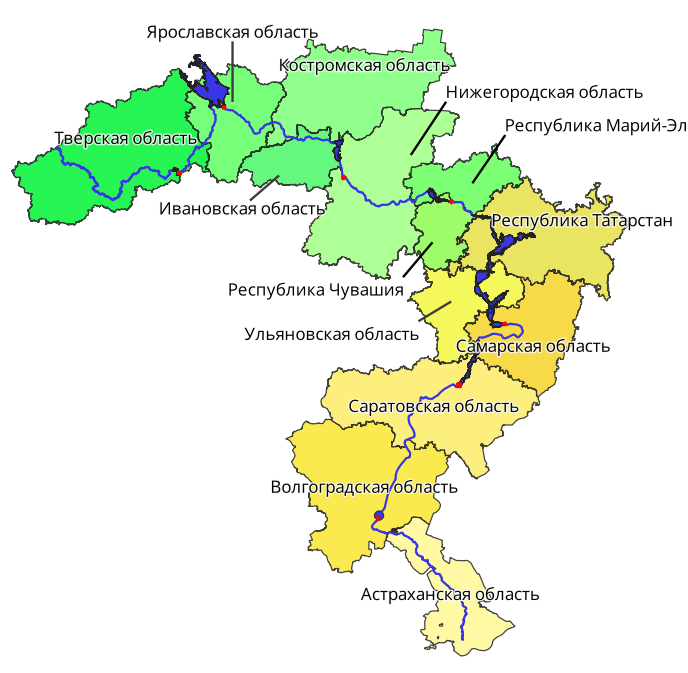 Ярославская область
Костромская область
Нижегородская область
Республика Марий-Эл
Тверская область
Ивановская область
Республика Татарстан
Республика Чувашия
Ульяновская область
Самарская область
Саратовская область
Волгоградская область
Астраханская область